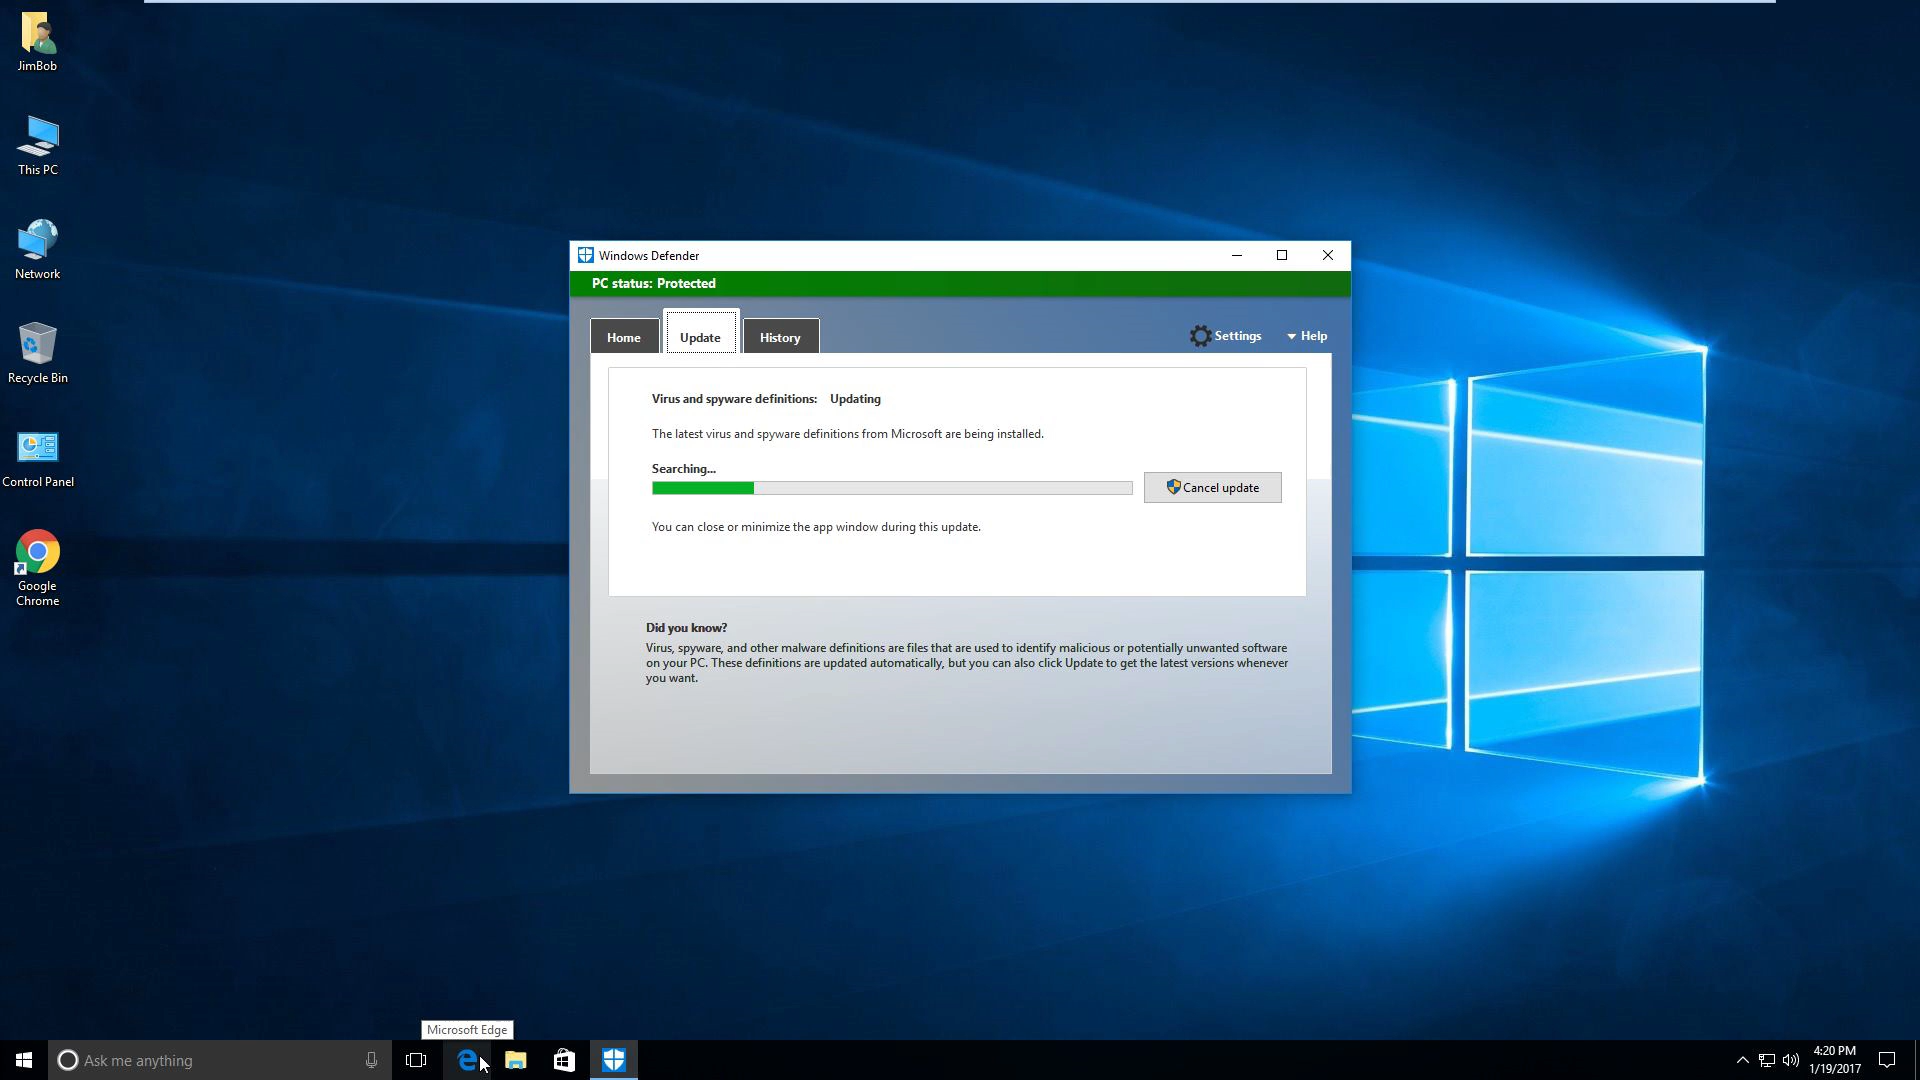 JimBob
This PC
Network
Recycle Bin
Control Panel
Google
Chrome
Windows Defender
PC status: Protected
Home
Update
History
Settings
Help
Virus and spyware definitions: Updating
The latest virus and spyware definitions from Microsoft are being installed.
Searching...
Cancel update
You can close or minimize the app window during this update.
Did you know?
Virus, spyware, and other malware definitions are files that are used to identify malicious or potentially unwanted software
on your PC. These definitions are updated automatically, but you can also click Update to get the latest versions whenever
you want.
Microsoft Edge
Ask me anything
4:20 PM
1/19/2017